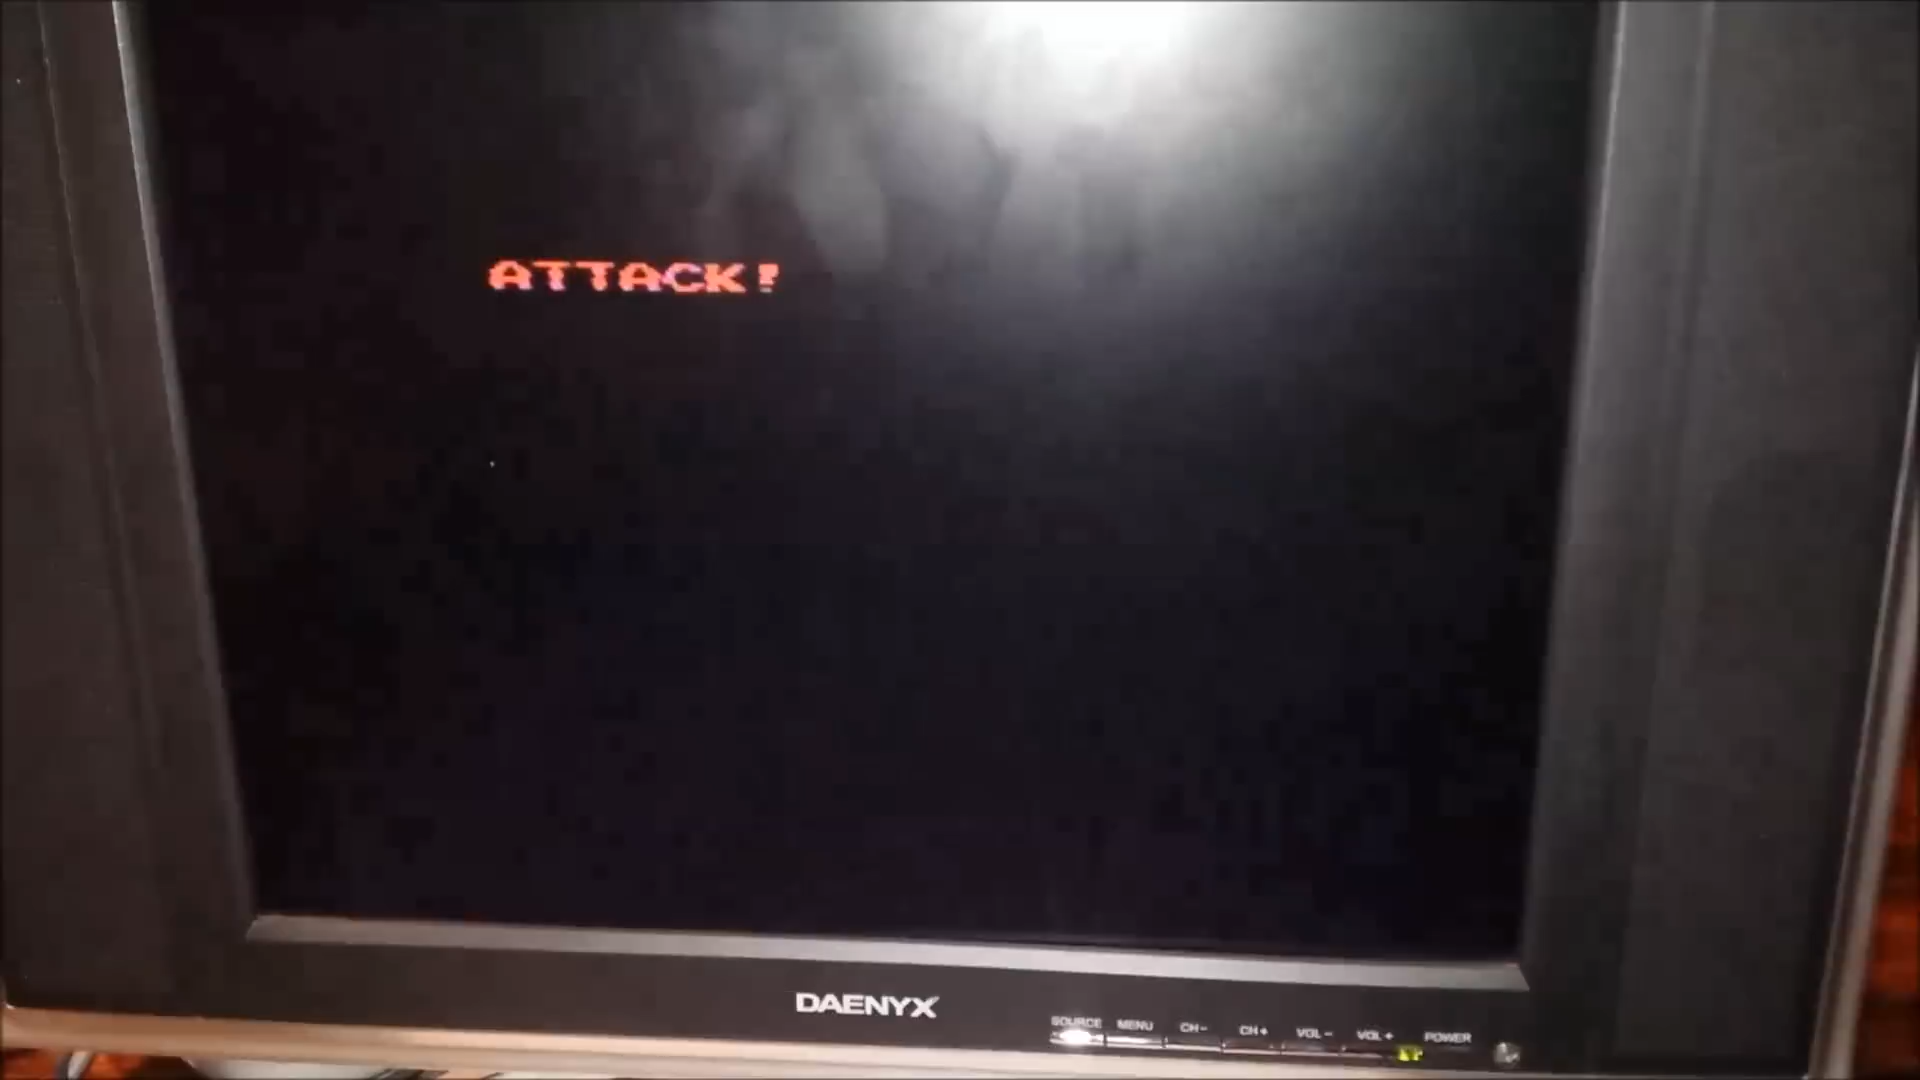 ATTACK!
DAENYX
SOURCE MENU CH- CH+ VOL- VOL+ POWER